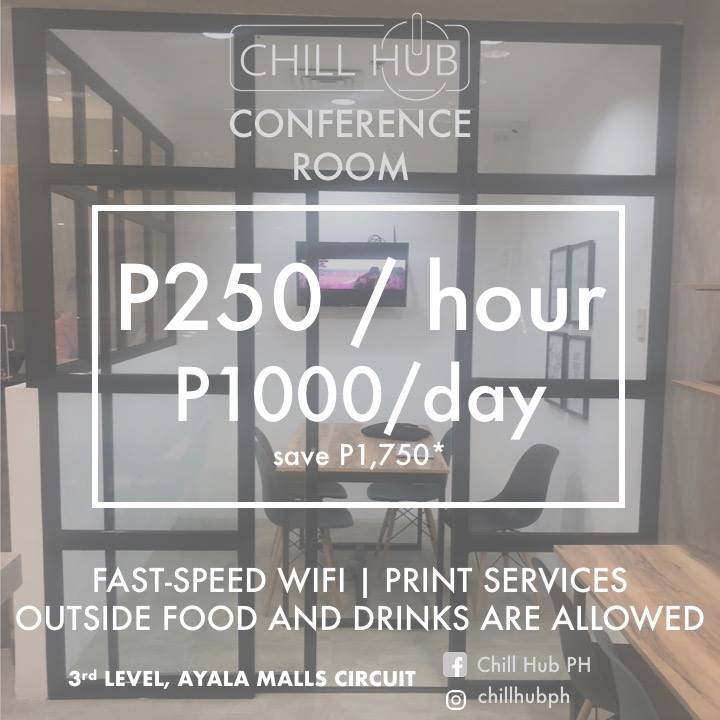 CHILL HUB
CONFERENCE
ROOM
P250 / hour
P1000/day
save P1,750*
FAST-SPEED WIFI | PRINT SERVICES
OUTSIDE FOOD AND DRINKS ARE ALLOWED
3rd LEVEL, AYALA MALLS CIRCUIT
Chill Hub PH
chillhubph